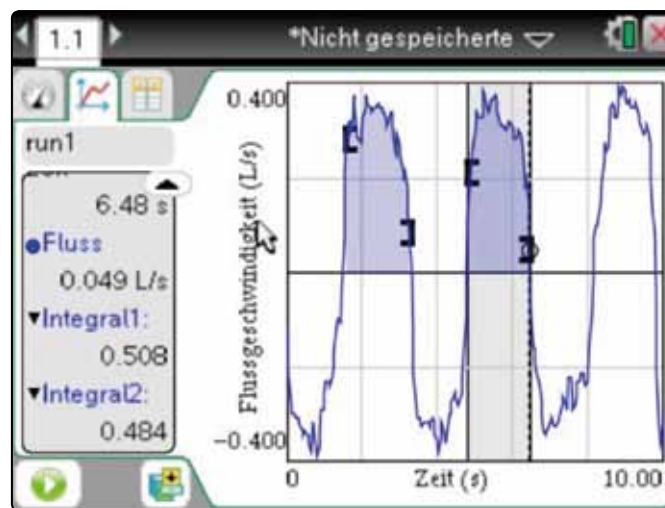 1.1
*Nicht gespeicherte
run1
6.48 s
Fluss
0.049 L/s
Integral1:
0.508
Integral2:
0.484
0.400
Flussgeschwindigkeit (L/s)
-0.400
0
Zeit (s)
10.00